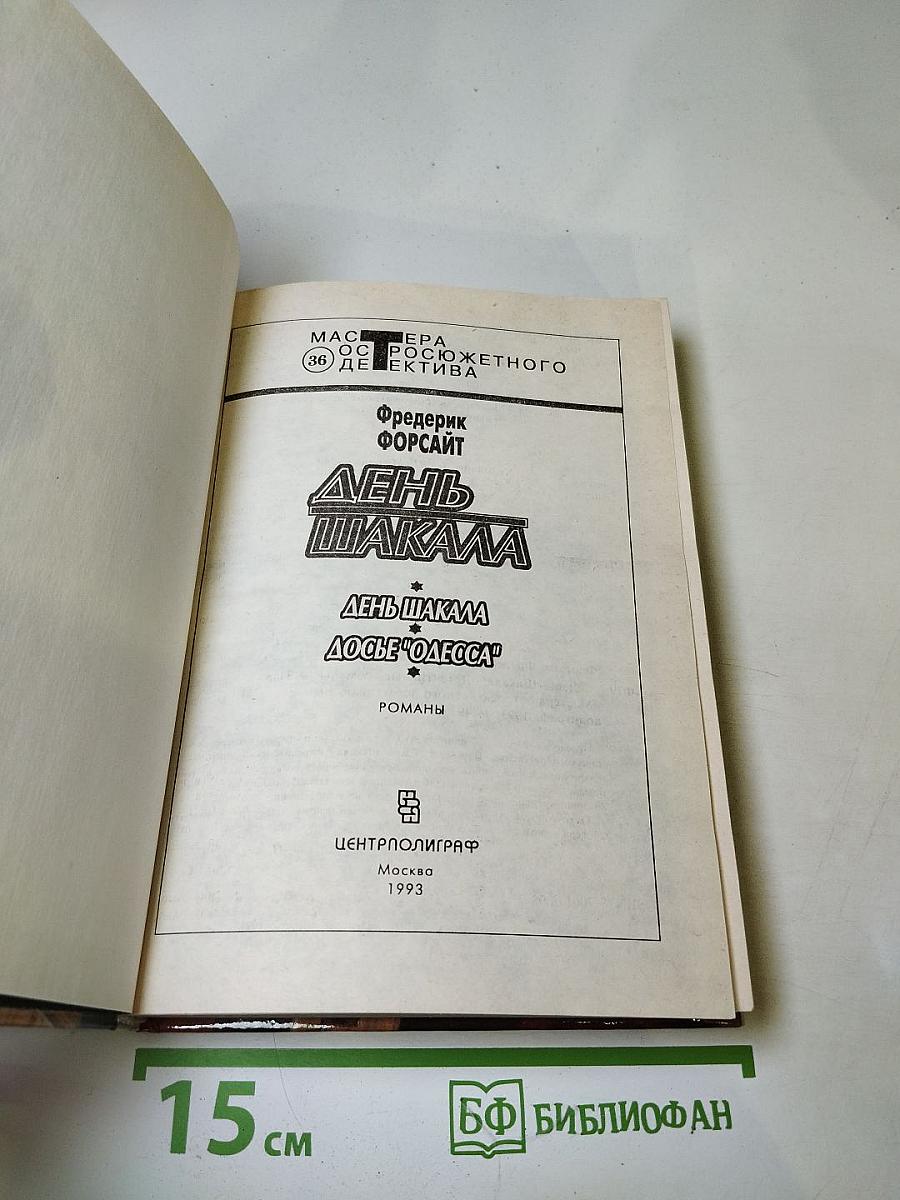 МАСТЕРА
36 ОСТРОСЮЖЕТНОГО
ДЕТЕКТИВА
Фредерик
ФОРСАЙТ
ДЕНЬ
ШАКАЛА
ДЕНЬ ШАКАЛА
ДОСЬЕ "ОДЕССА"
РОМАНЫ
ЦЕНТРПОЛИГРАФ
Москва
1993
15 см
БФ БИБЛИОФАН